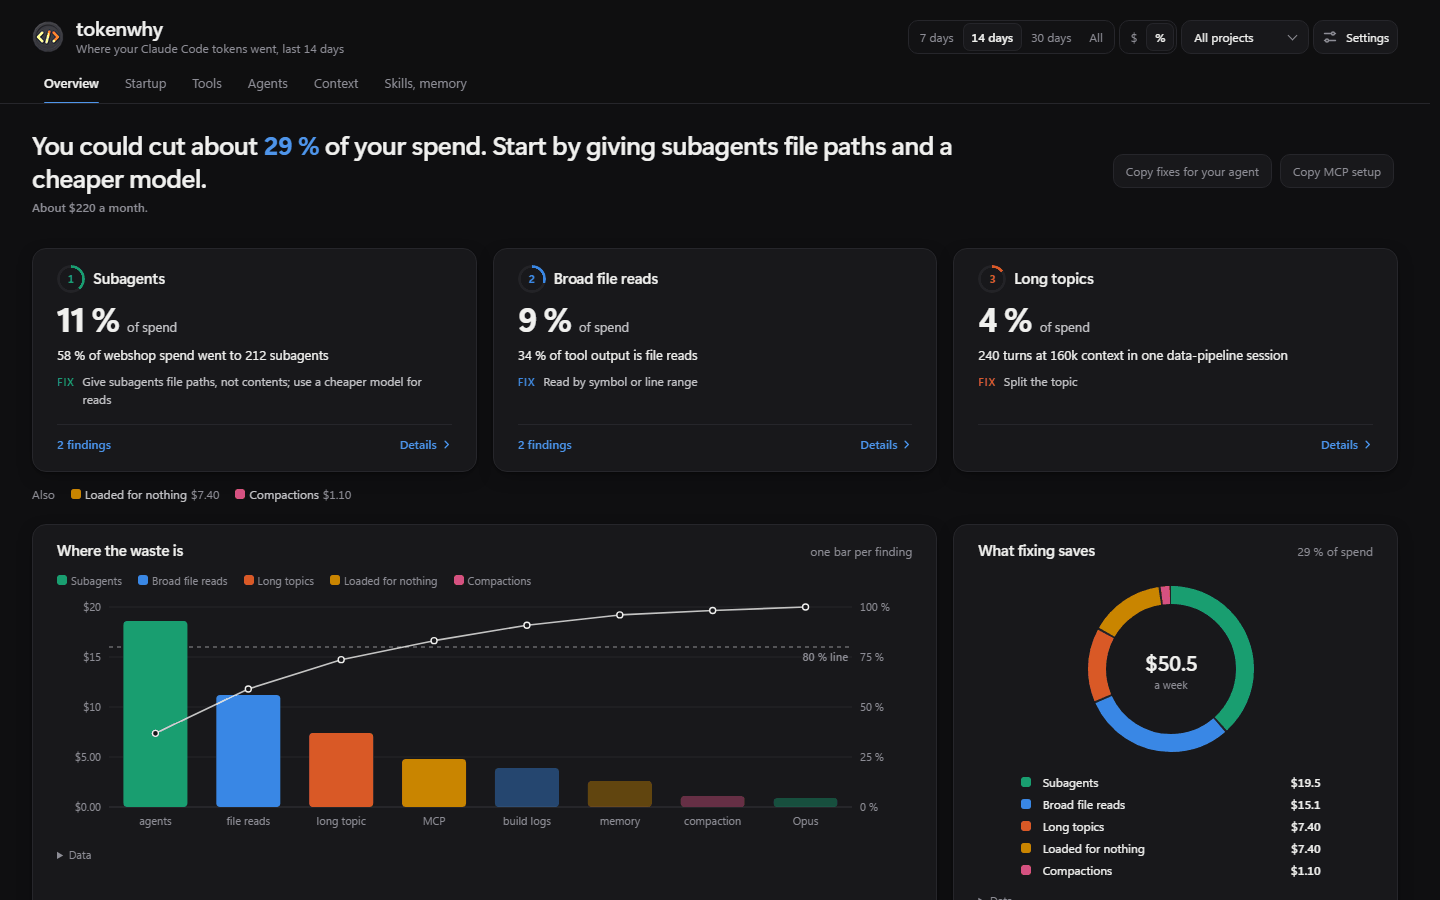 tokenwhy
Where your Claude Code tokens went, last 14 days
7 days 14 days 30 days All $ % All projects Settings
Overview Startup Tools Agents Context Skills, memory
You could cut about 29 % of your spend. Start by giving subagents file paths and a
cheaper model.
About $220 a month.
Copy fixes for your agent Copy MCP setup
1 Subagents
11 % of spend
58 % of webshop spend went to 212 subagents
FIX Give subagents file paths, not contents; use a cheaper model for
reads
2 findings Details
2 Broad file reads
9 % of spend
34 % of tool output is file reads
FIX Read by symbol or line range
2 findings Details
3 Long topics
4 % of spend
240 turns at 160k context in one data-pipeline session
FIX Split the topic
Details
Also Loaded for nothing $7.40 Compactions $1.10
Where the waste is one bar per finding
Subagents Broad file reads Long topics Loaded for nothing Compactions
$20 100 %
80 % line
$15 75 %
$10 50 %
$5.00 25 %
$0.00 0 %
agents file reads long topic MCP build logs memory compaction Opus
Data
What fixing saves 29 % of spend
$50.5
a week
Subagents $19.5
Broad file reads $15.1
Long topics $7.40
Loaded for nothing $7.40
Compactions $1.10